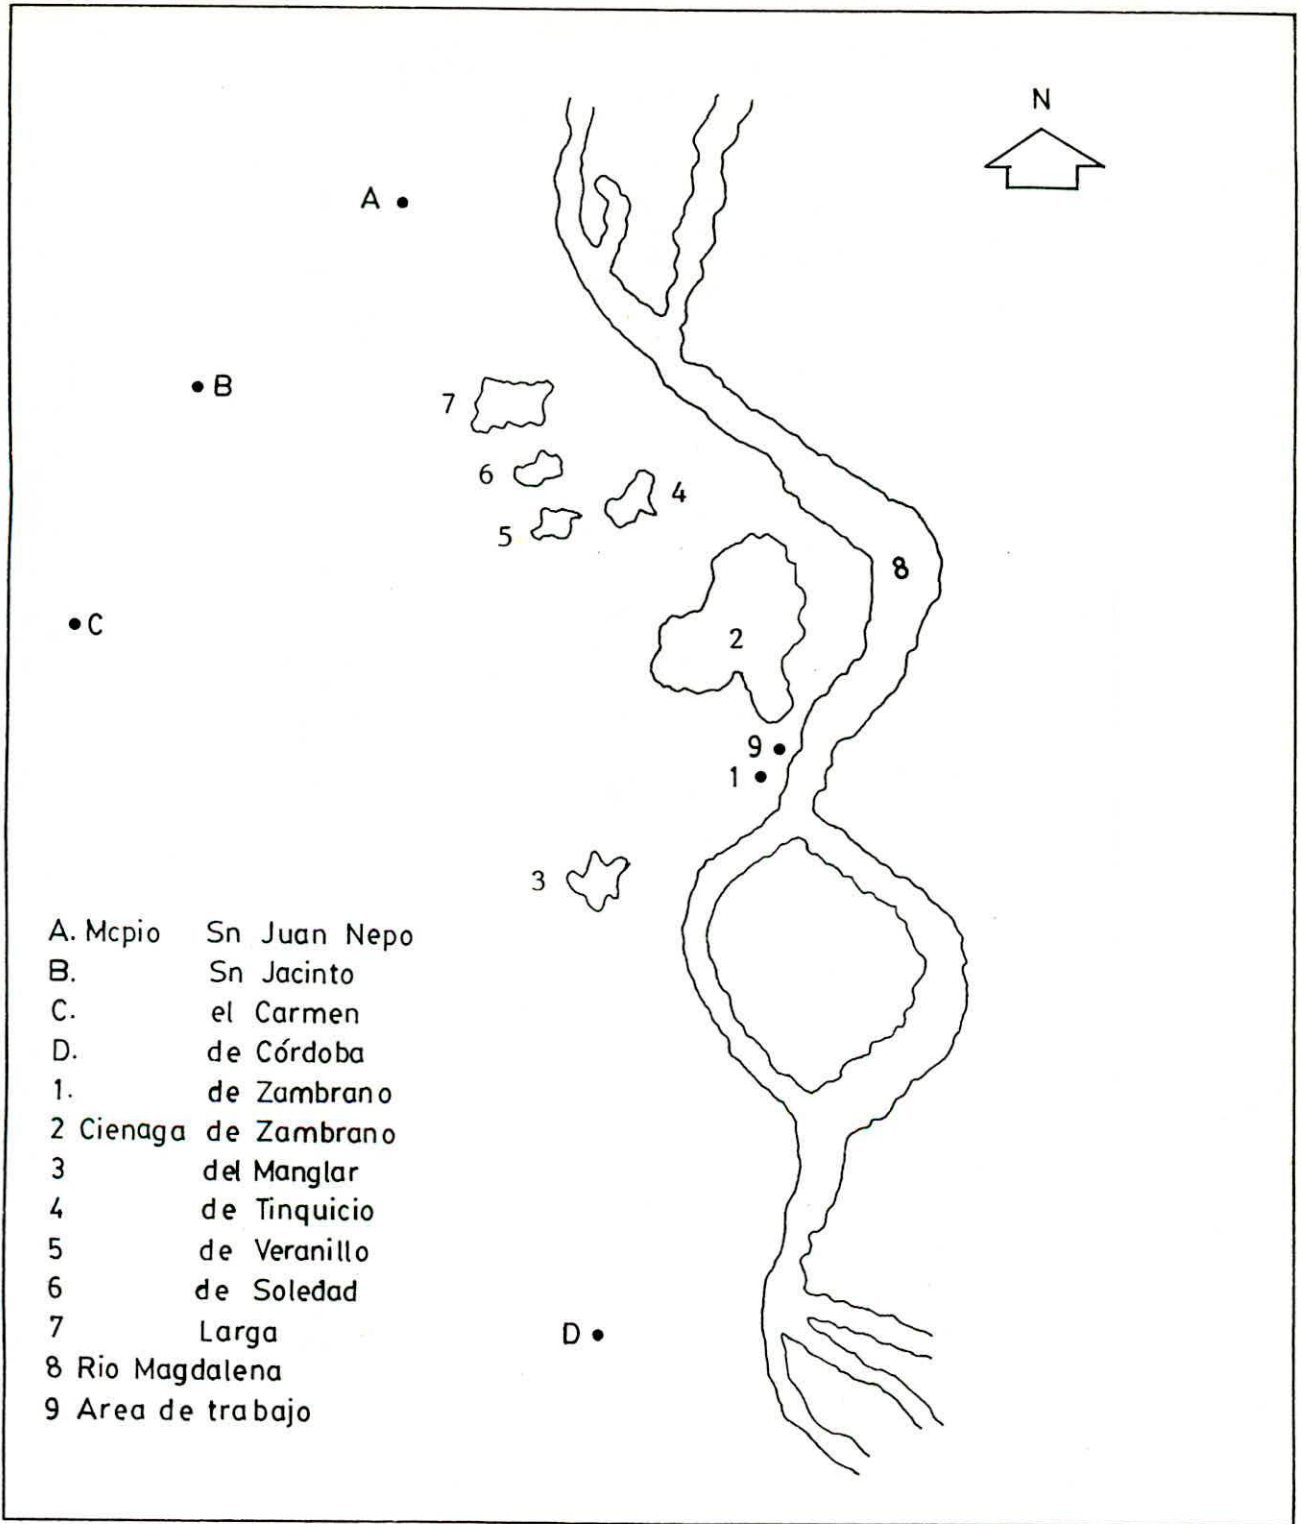 N
A
B
7
6
4
5
8
C
2
9
1
3
A. Mcpio Sn Juan Nepo
B. Sn Jacinto
C. el Carmen
D. de Córdoba
1. de Zambrano
2 Cienaga de Zambrano
3 del Manglar
4 de Tinquicio
5 de Veranillo
6 de Soledad
7 Larga
D
8 Rio Magdalena
9 Area de trabajo